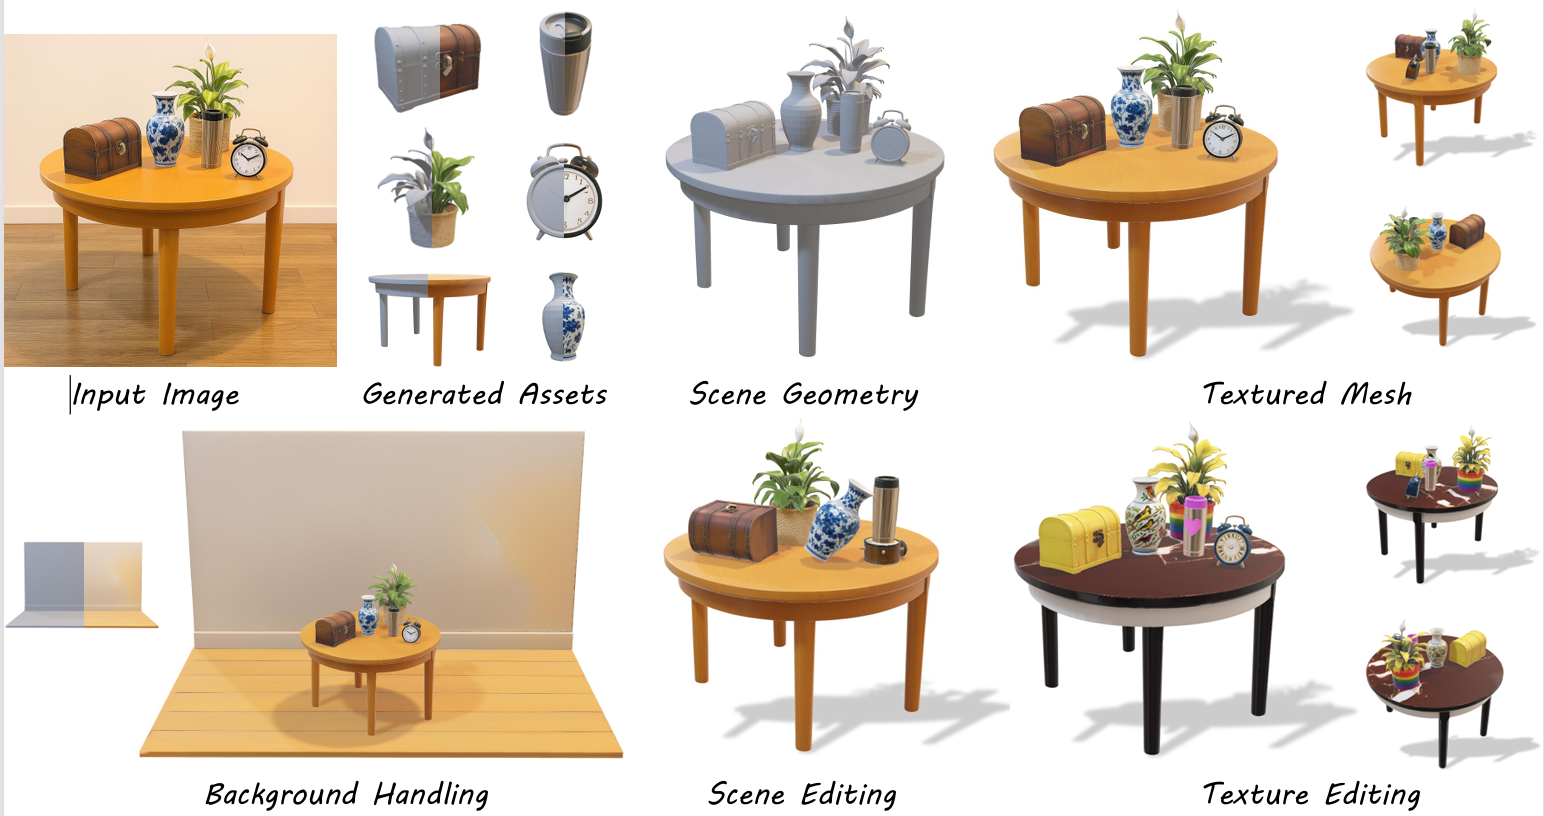 Input Image
Generated Assets
Scene Geometry
Textured Mesh
Background Handling
Scene Editing
Texture Editing